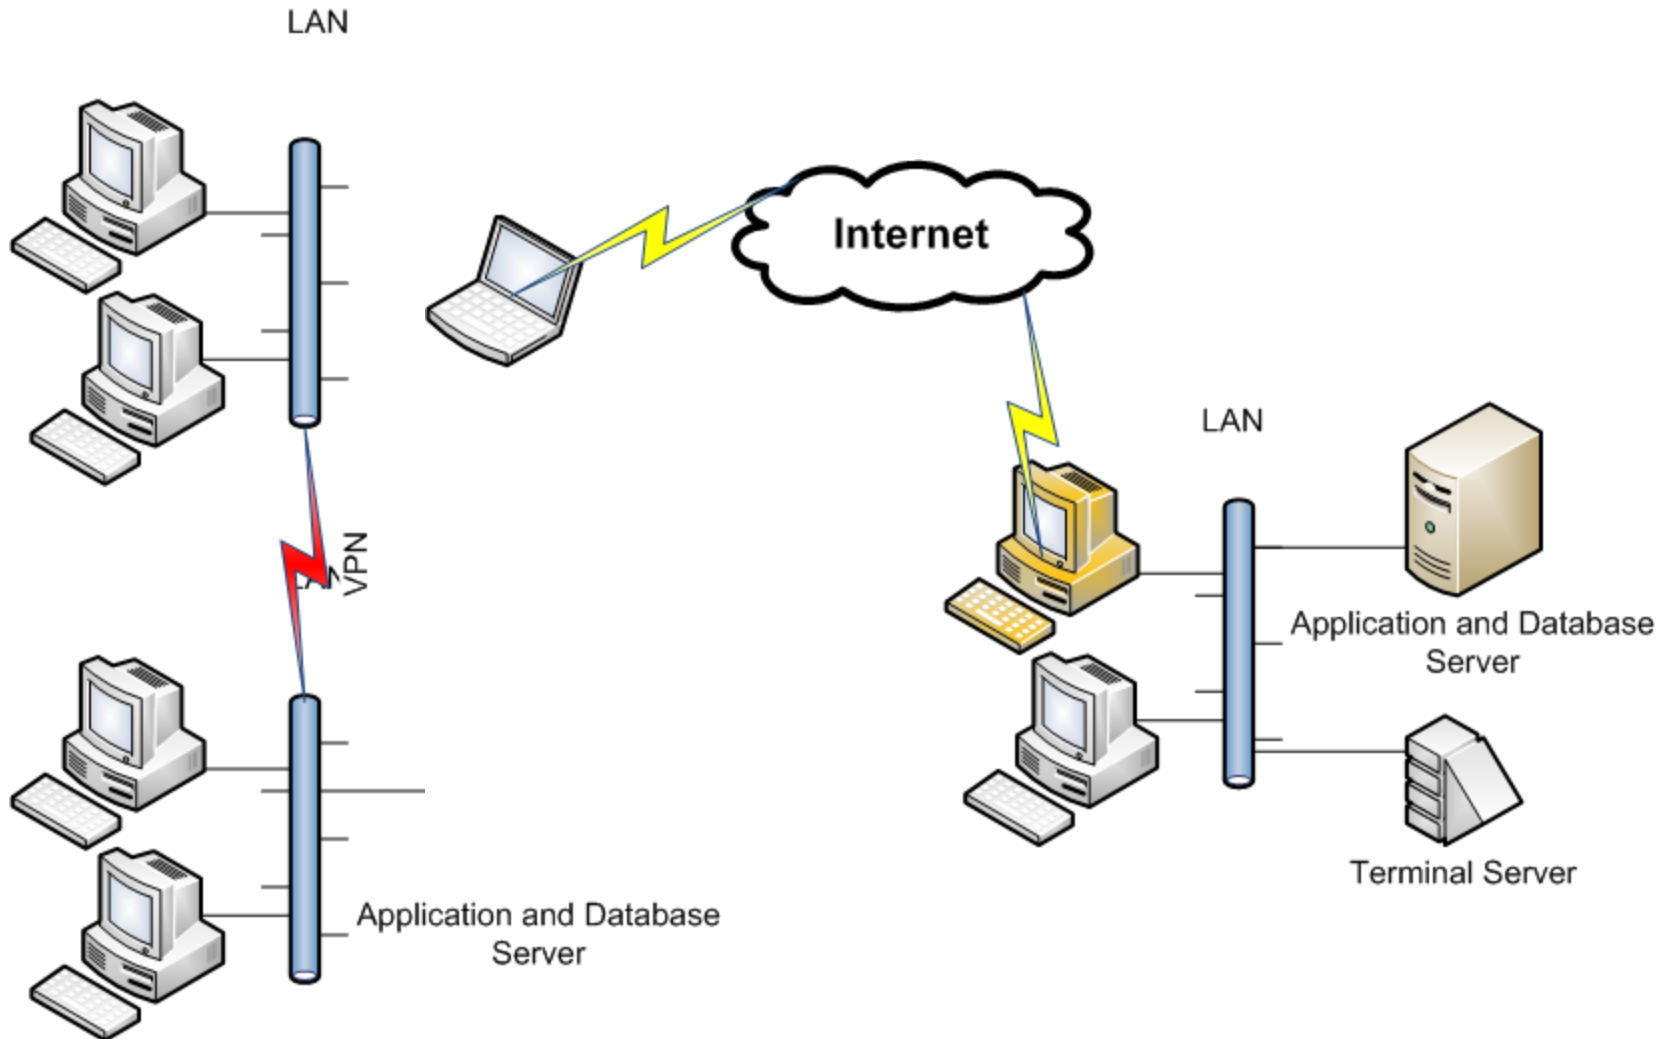 LAN
Internet
LAN
VPN
Application and Database
Server
Terminal Server
Application and Database
Server